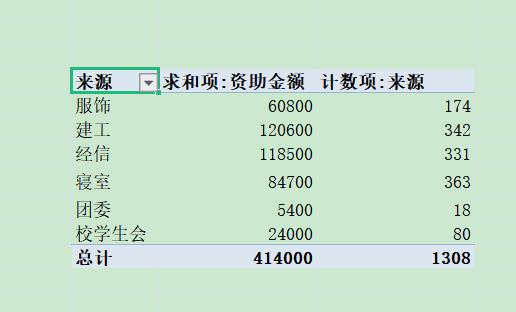 来源 求和项:资助金额 计数项:来源
服饰 60800 174
建工 120600 342
经信 118500 331
寝室 84700 363
团委 5400 18
校学生会 24000 80
总计 414000 1308